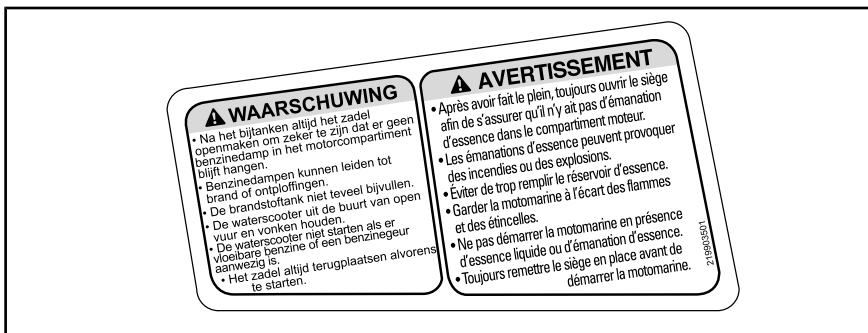 WAARSCHUWING
• Na het bijtanken altijd het zadel
openmaken om zeker te zijn dat er geen
benzinedamp in het motorcompartiment
blijft hangen.
• Benzinedampen kunnen leiden tot
brand of ontploffingen.
• De brandstoftank niet teveel bijvullen.
• De waterscooter uit de buurt van open
vuur en vonken houden.
• De waterscooter niet starten als er
vloeibare benzine of een benzinegeur
aanwezig is.
• Het zadel altijd terugplaatsen alvorens
te starten.
AVERTISSEMENT
• Après avoir fait le plein, toujours ouvrir le siège
afin de s'assurer qu'il n'y ait pas d'émanation
d'essence dans le compartiment moteur.
• Les émanations d'essence peuvent provoquer
des incendies ou des explosions.
• Éviter de trop remplir le réservoir d'essence.
• Garder la motomarine à l'écart des flammes
et des étincelles.
• Ne pas démarrer la motomarine en présence
d'essence liquide ou d'émanation d'essence.
• Toujours remettre le siège en place avant de
démarrer la motomarine.
219903501